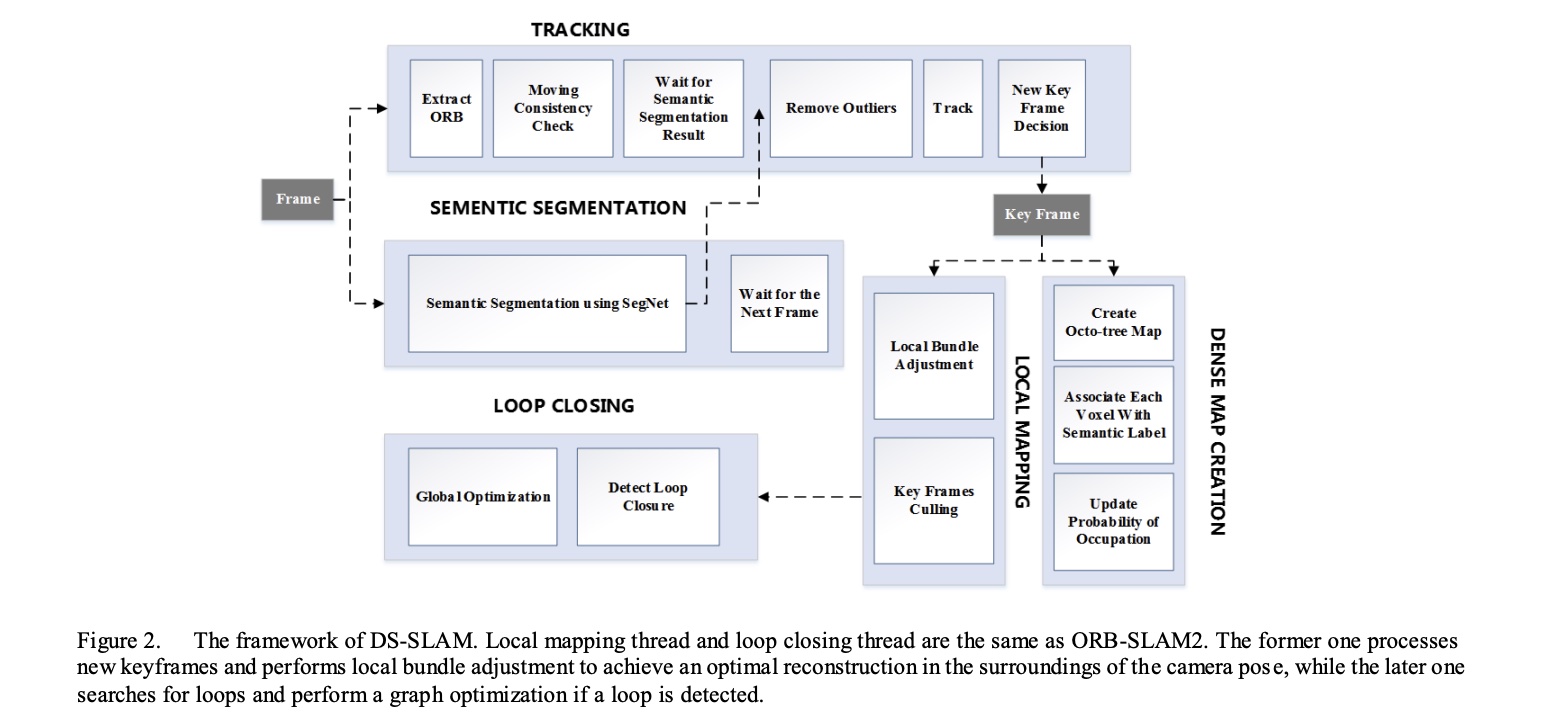 TRACKING
Extract
ORB
Moving
Consistency
Check
Wait for
Semantic
Segmentation
Result
Remove Outliers
Track
New Key
Frame
Decision
Frame
SEMENTIC SEGMENTATION
Key Frame
Semantic Segmentation using SegNet
Wait for the
Next Frame
Local Bundle
Adjustment
Key Frames
Culling
LOCAL MAPPING
Create
Octo-tree Map
Associate Each
Voxel With
Semantic Label
Update
Probability of
Occupation
DENSE MAP CREATION
LOOP CLOSING
Global Optimization
Detect Loop
Closure
Figure 2. The framework of DS-SLAM. Local mapping thread and loop closing thread are the same as ORB-SLAM2. The former one processes
new keyframes and performs local bundle adjustment to achieve an optimal reconstruction in the surroundings of the camera pose, while the later one
searches for loops and perform a graph optimization if a loop is detected.